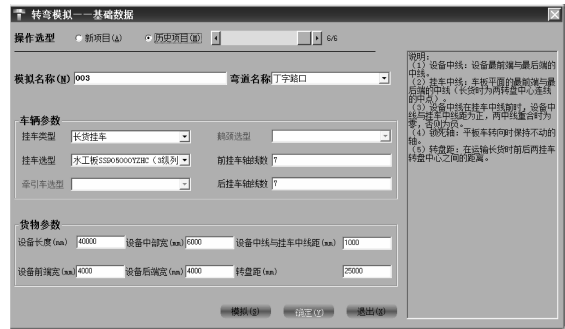 转弯模拟——基础数据
操作选型 新项目(A) 历史项目(H) 6/6
模拟名称(N) 003 弯道名称 丁字路口
车辆参数
挂车类型 长货挂车 鹅颈选型
挂车选型 水工板SSD05000YZHC (3纵列 前挂车轴线数 7
牵引车选型 后挂车轴线数 7
货物参数
设备长度(mm) 40000 设备中部宽(mm) 6000 设备中线与挂车中线距(mm) 1000
设备前端宽(mm) 4000 设备后端宽(mm) 4000 转盘距(mm) 25000
模拟(S) 确定(Y) 退出(X)
说明:
(1) 设备中线: 设备最前端与最后端的
中线。
(2) 挂车中线: 车板平面的最前端与最
后端的中线 (长货时为两转盘中心连线
的中点)。
(3) 设备中线在挂车中线前时, 设备中
线与挂车中线距为正, 两中线重合时为
零, 否则为负。
(4) 锁死轴: 平板车转向时保持不动的
轴。
(5) 转盘距: 在运输长货时前后两挂车
转盘中心之间的距离。